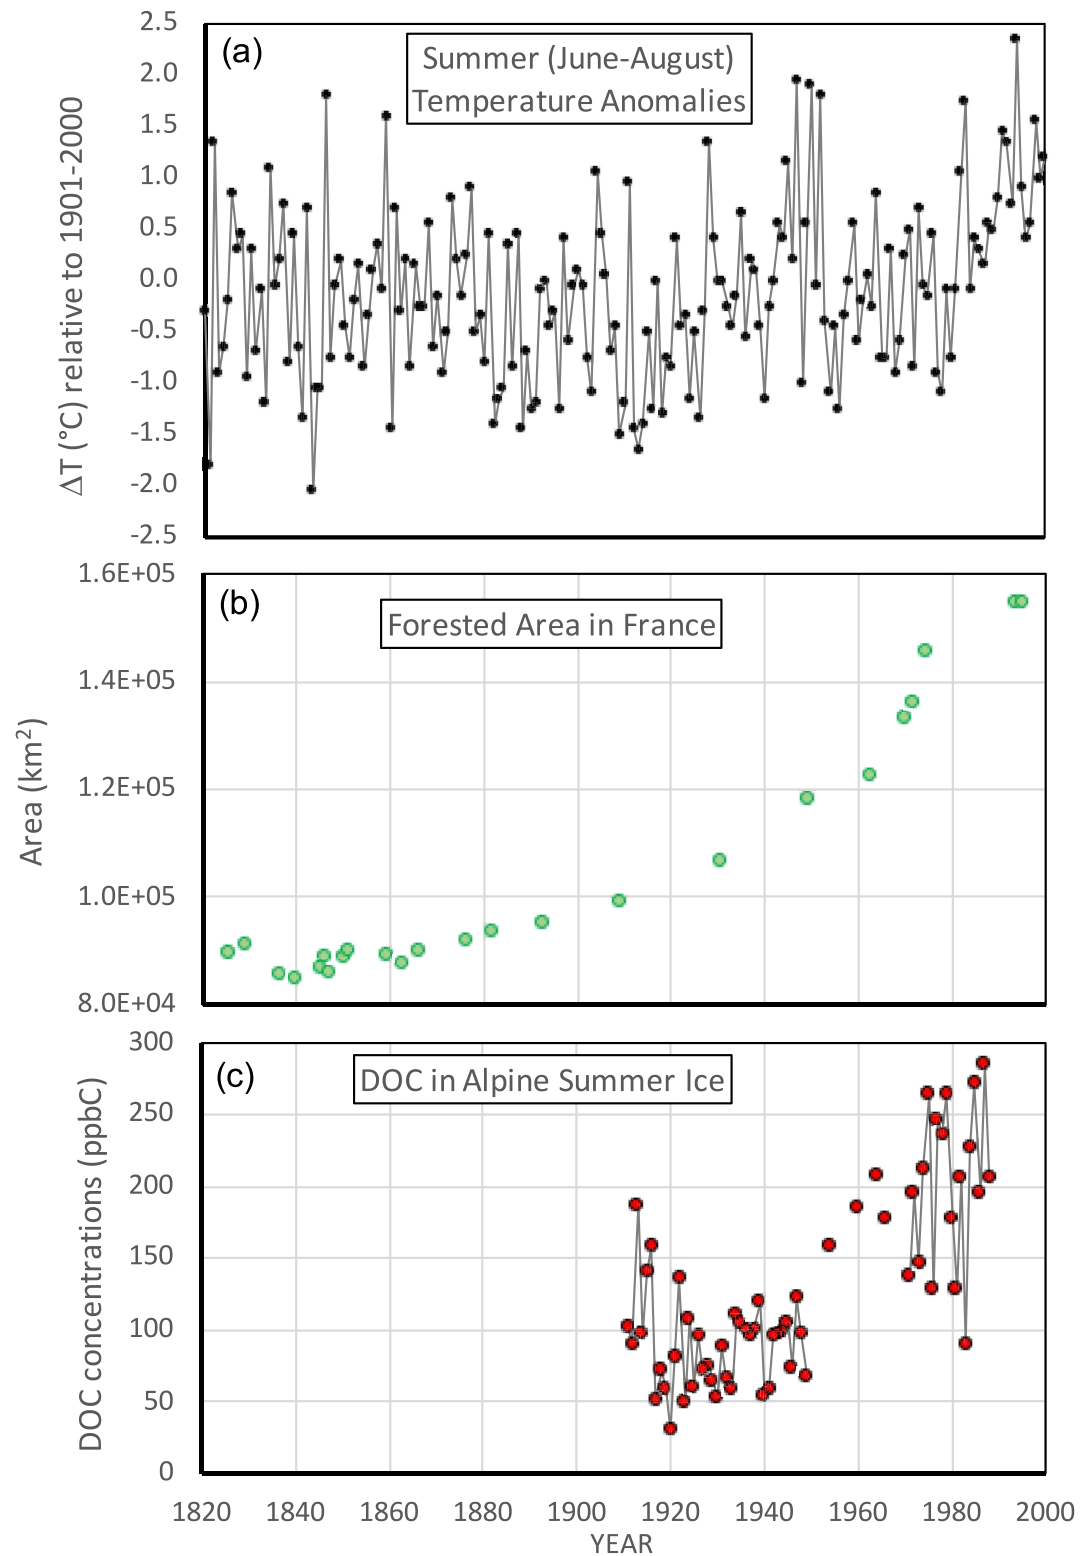 2.5
(a)
Summer (June-August)
Temperature Anomalies
2.0
1.5
1.0
0.5
0.0
-0.5
-1.0
-1.5
-2.0
-2.5
ΔT (°C) relative to 1901-2000
1.6E+05
(b)
Forested Area in France
1.4E+05
1.2E+05
1.0E+05
8.0E+04
Area (km²)
300
(c)
DOC in Alpine Summer Ice
250
200
150
100
50
0
DOC concentrations (ppbC)
1820 1840 1860 1880 1900 1920 1940 1960 1980 2000
YEAR